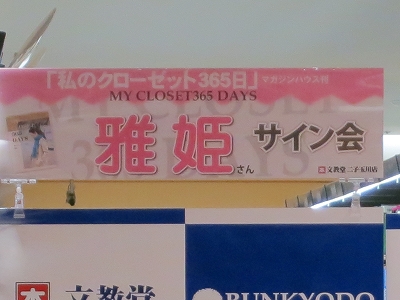 「私のクローゼット365日」マガジンハウス刊
MY CLOSET365 DAYS
雅姫さん サイン会
文教堂二子玉川店
文教堂
BUNKYODO